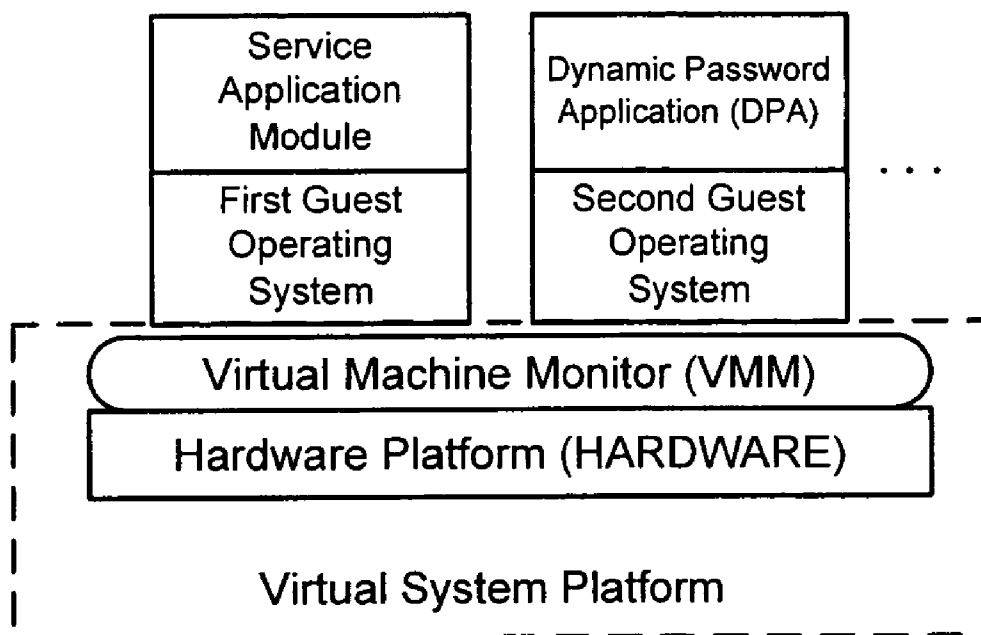 Service
Application
Module
First Guest
Operating
System
Dynamic Password
Application (DPA)
Second Guest
Operating
System
. . .
Virtual Machine Monitor (VMM)
Hardware Platform (HARDWARE)
Virtual System Platform